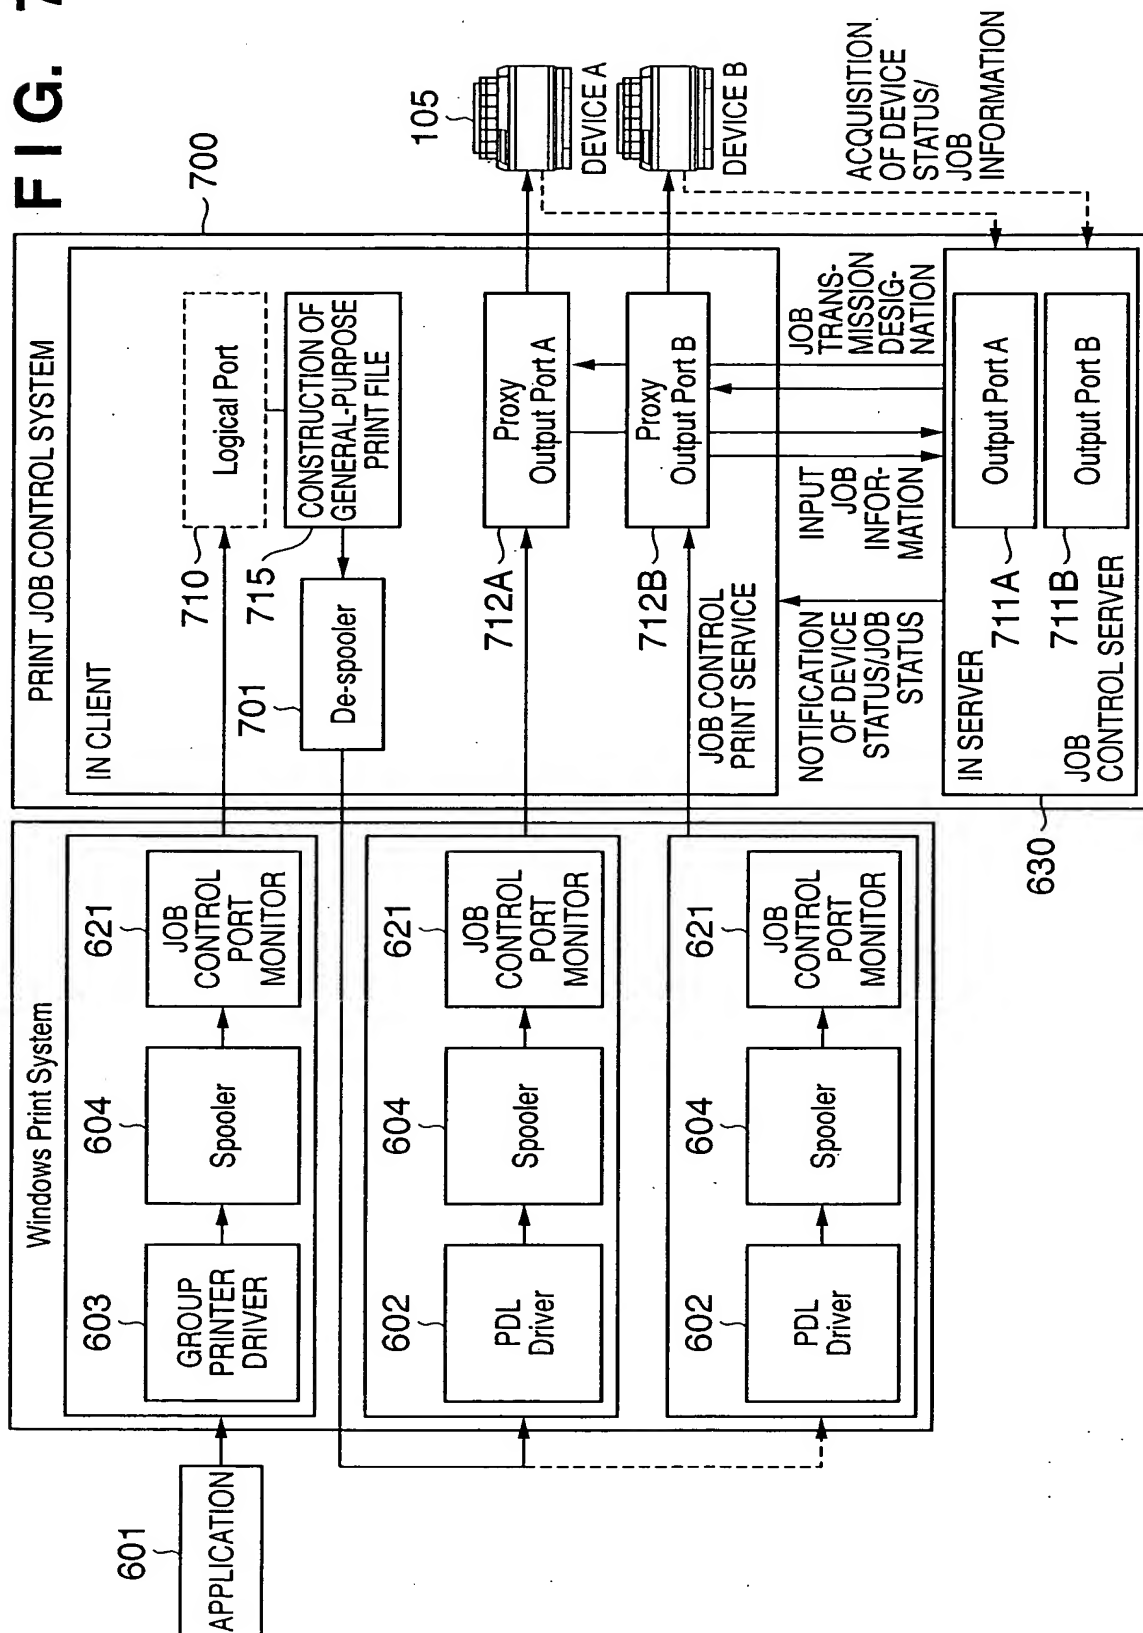 FIG. 7
PRINT JOB CONTROL SYSTEM
700
Windows Print System
IN CLIENT
601
APPLICATION
603
GROUP
PRINTER
DRIVER
604
Spooler
621
JOB
CONTROL
PORT
MONITOR
710
Logical Port
715
CONSTRUCTION OF
GENERAL-PURPOSE
PRINT FILE
701
De-spooler
602
PDL
Driver
604
Spooler
621
JOB
CONTROL
PORT
MONITOR
712A
Proxy
Output Port A
105
DEVICE A
602
PDL
Driver
604
Spooler
621
JOB
CONTROL
PORT
MONITOR
712B
Proxy
Output Port B
DEVICE B
JOB CONTROL
PRINT SERVICE
NOTIFICATION
OF DEVICE
STATUS/JOB
STATUS
INPUT
JOB
INFOR-
MATION
JOB
TRANS-
MISSION
DESIG-
NATION
ACQUISITION
OF DEVICE
STATUS/
JOB
INFORMATION
630
IN SERVER
711A
Output Port A
711B
Output Port B
JOB
CONTROL SERVER